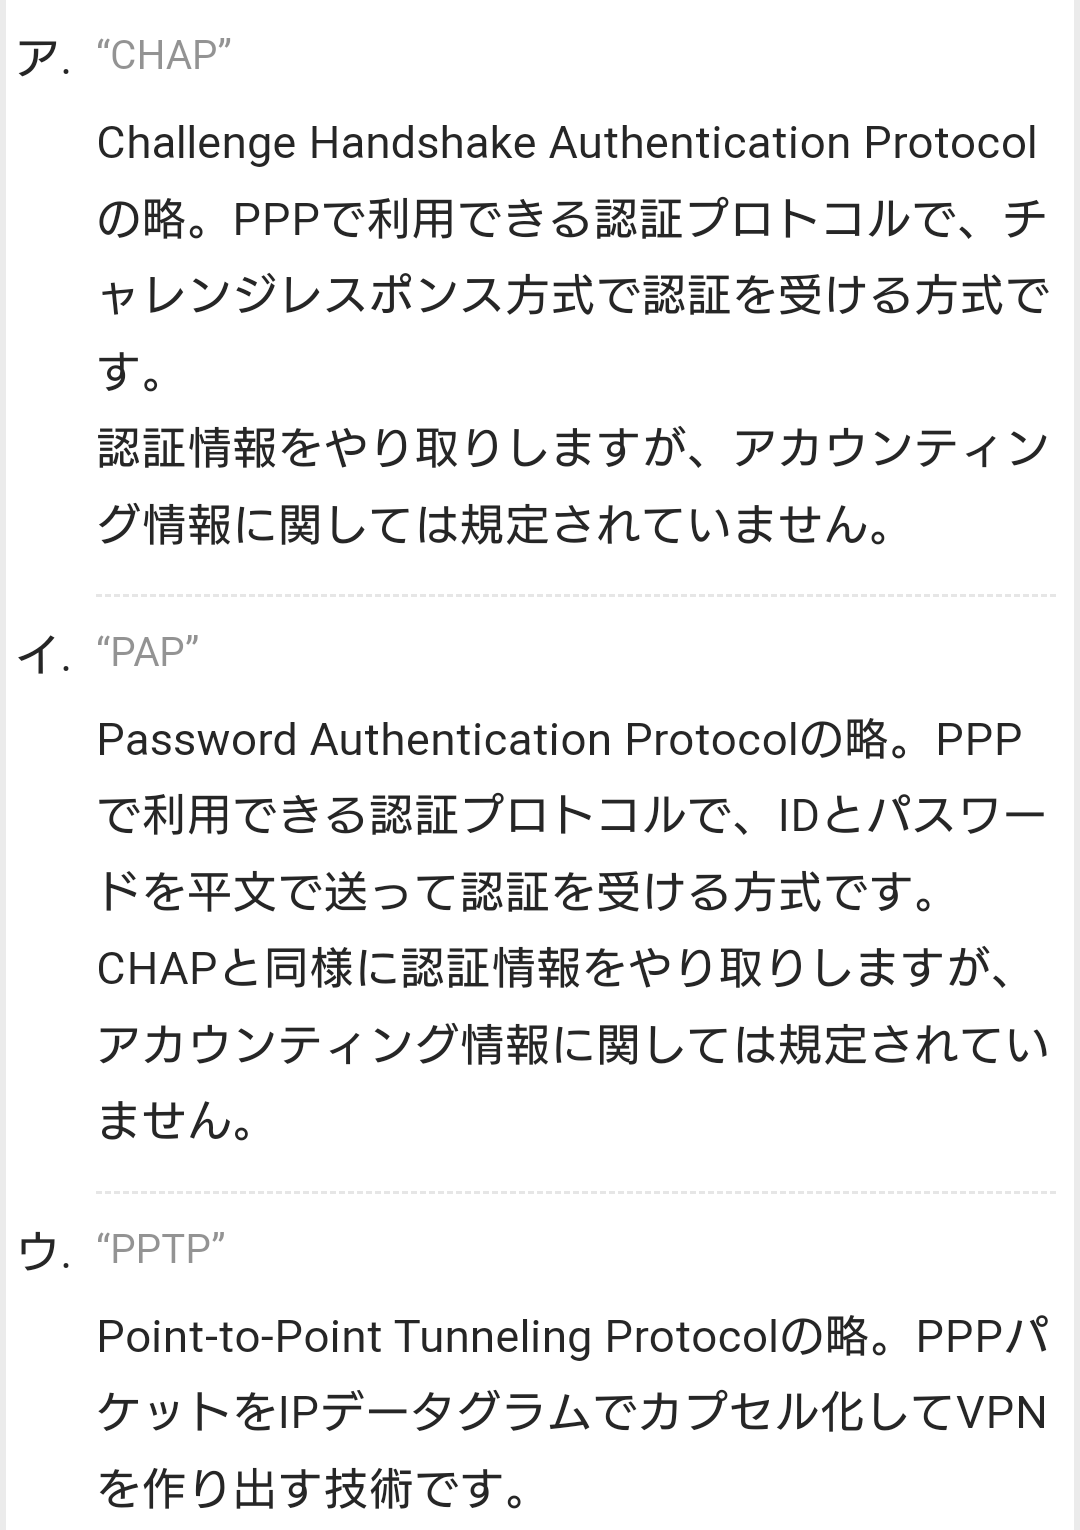 ア. “CHAP”
Challenge Handshake Authentication Protocol
の略。PPPで利用できる認証プロトコルで、チ
ャレンジレスポンス方式で認証を受ける方式で
す。
認証情報をやり取りしますが、アカウンティン
グ情報に関しては規定されていません。
イ. “PAP”
Password Authentication Protocolの略。PPP
で利用できる認証プロトコルで、IDとパスワー
ドを平文で送って認証を受ける方式です。
CHAPと同様に認証情報をやり取りしますが、
アカウンティング情報に関しては規定されてい
ません。
ウ. “PPTP”
Point-to-Point Tunneling Protocolの略。PPPパ
ケットをIPデータグラムでカプセル化してVPN
を作り出す技術です。